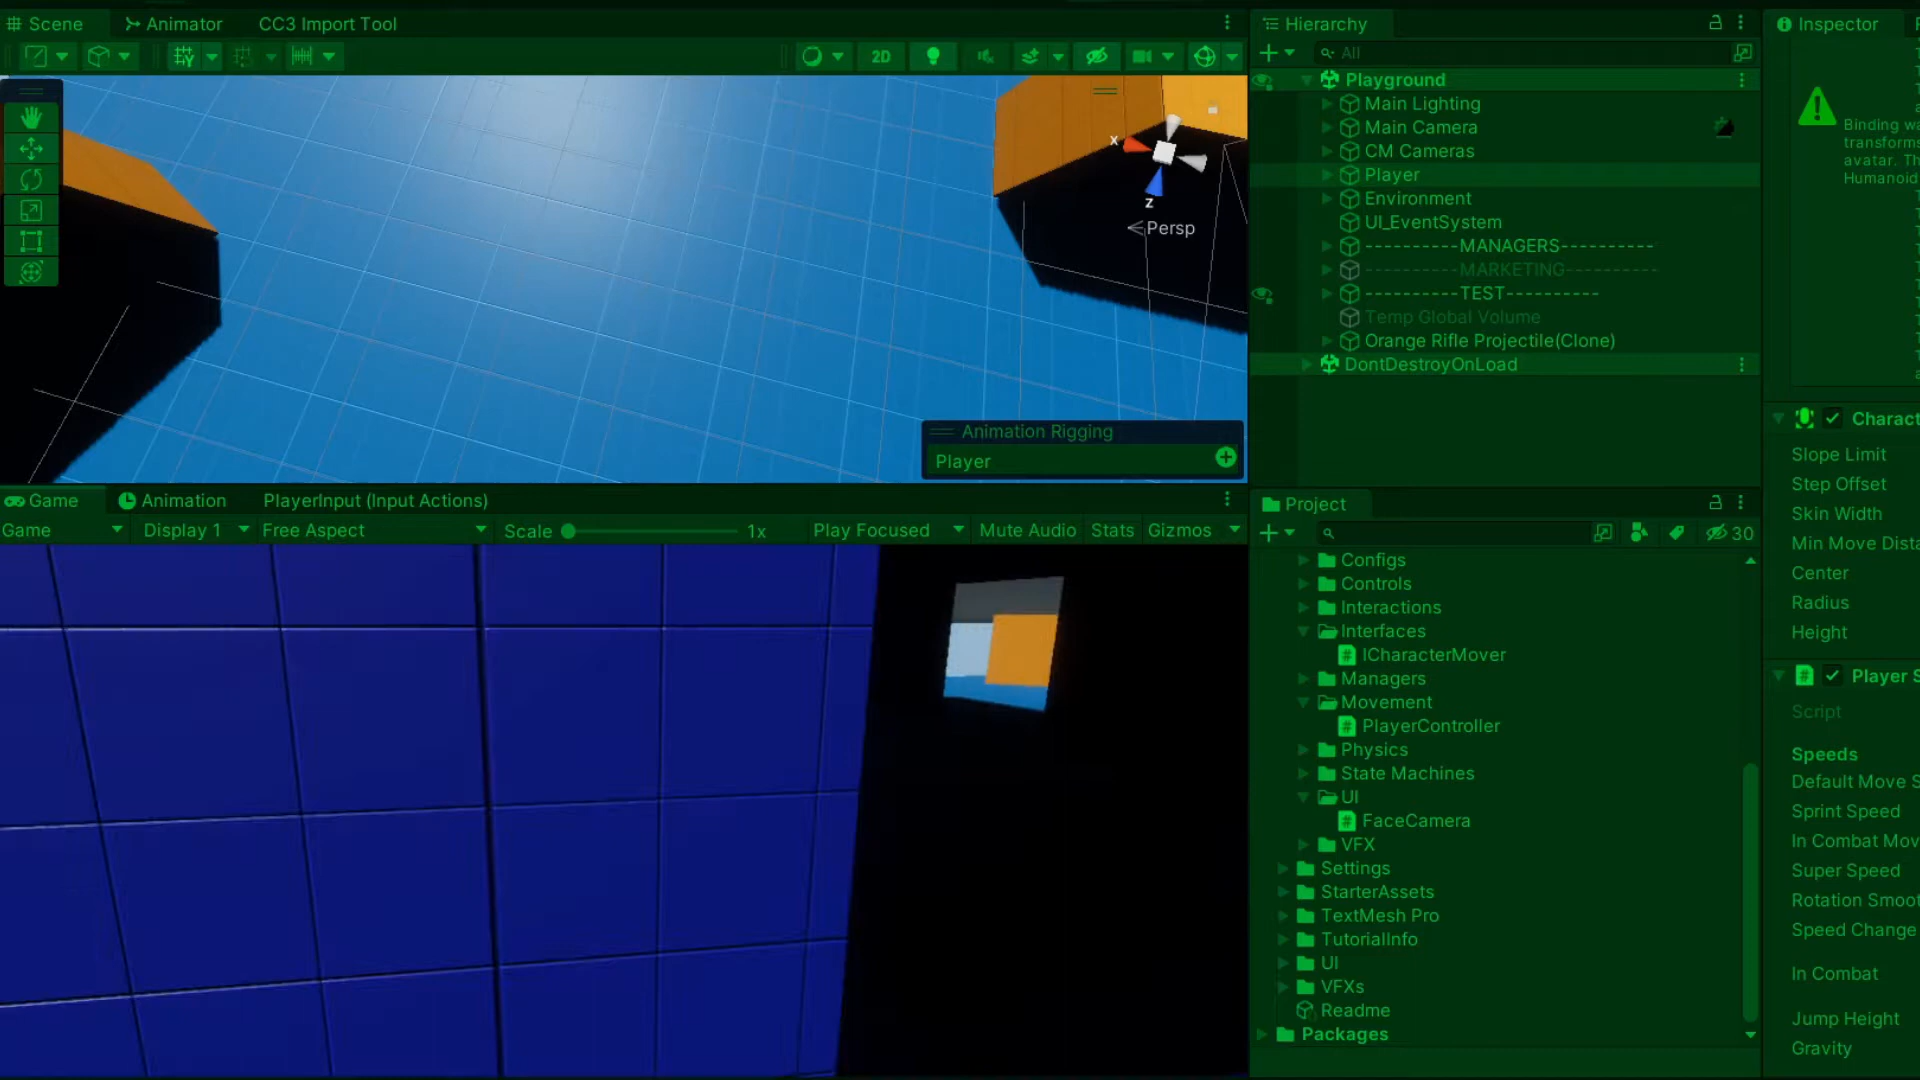 Scene
Animator
CC3 Import Tool
2D
X
Z
Persp
Animation Rigging
Player
Game
Animation
PlayerInput (Input Actions)
Game
Display 1
Free Aspect
Scale
1x
Play Focused
Mute Audio
Stats
Gizmos
Hierarchy
All
Playground
Main Lighting
Main Camera
CM Cameras
Player
Environment
UI_EventSystem
----------MANAGERS----------
----------MARKETING----------
----------TEST----------
Temp Global Volume
Orange Rifle Projectile(Clone)
DontDestroyOnLoad
Project
30
Configs
Controls
Interactions
Interfaces
ICharacterMover
Managers
Movement
PlayerController
Physics
State Machines
UI
FaceCamera
VFX
Settings
StarterAssets
TextMesh Pro
TutorialInfo
UI
VFXs
Readme
Packages
Inspector
Binding wa
transforms
avatar. Th
Humanoid
Charact
Slope Limit
Step Offset
Skin Width
Min Move Dista
Center
Radius
Height
Player S
Script
Speeds
Default Move S
Sprint Speed
In Combat Mov
Super Speed
Rotation Smoot
Speed Change
In Combat
Jump Height
Gravity